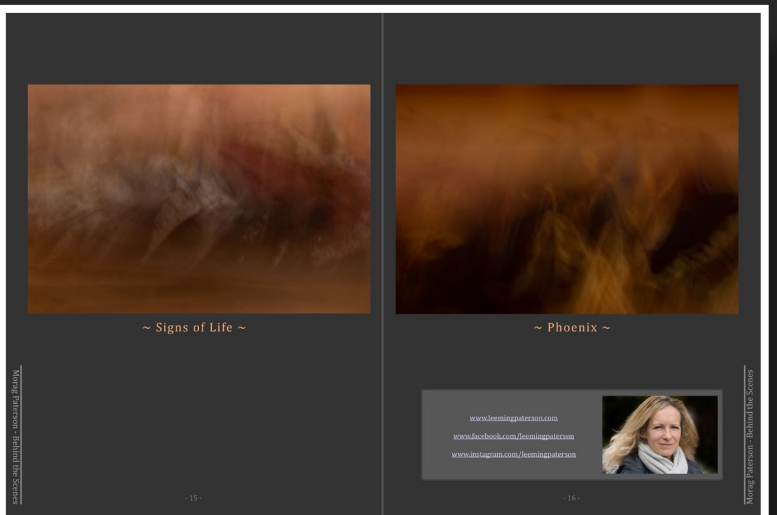 ~ Signs of Life ~
Morag Paterson - Behind the Scenes
- 15 -
~ Phoenix ~
www.leemingpaterson.com
www.facebook.com/leemingpaterson
www.instagram.com/leemingpaterson
Morag Paterson - Behind the Scenes
- 16 -